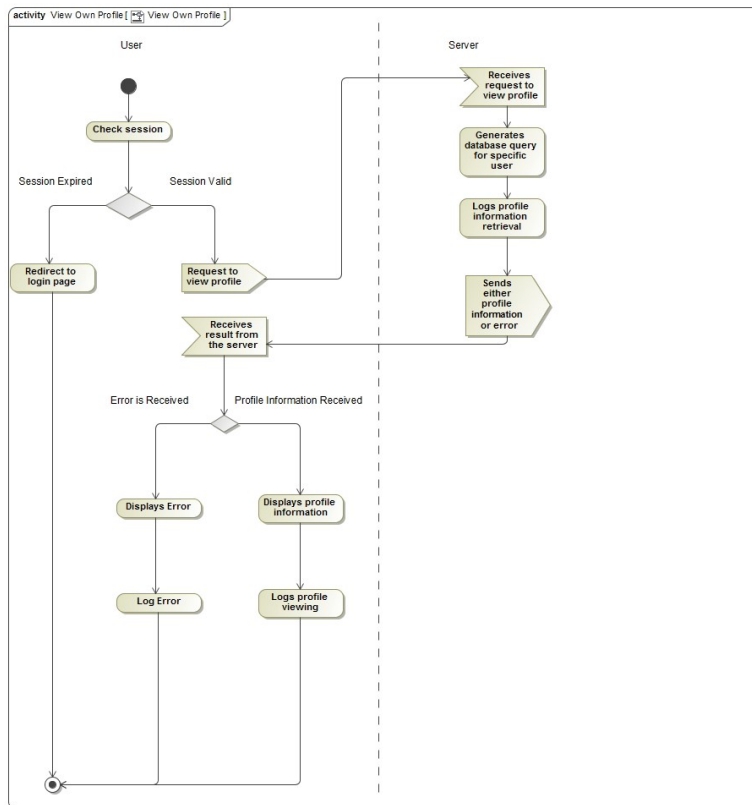 activity View Own Profile [ View Own Profile ]
User
Server
Receives
request to
view profile
Check session
Generates
database query
for specific
user
Session Expired
Session Valid
Logs profile
information
retrieval
Redirect to
login page
Request to
view profile
Sends
either
profile
information
or error
Receives
result from
the server
Error is Received
Profile Information Received
Displays Error
Displays profile
information
Log Error
Logs profile
viewing